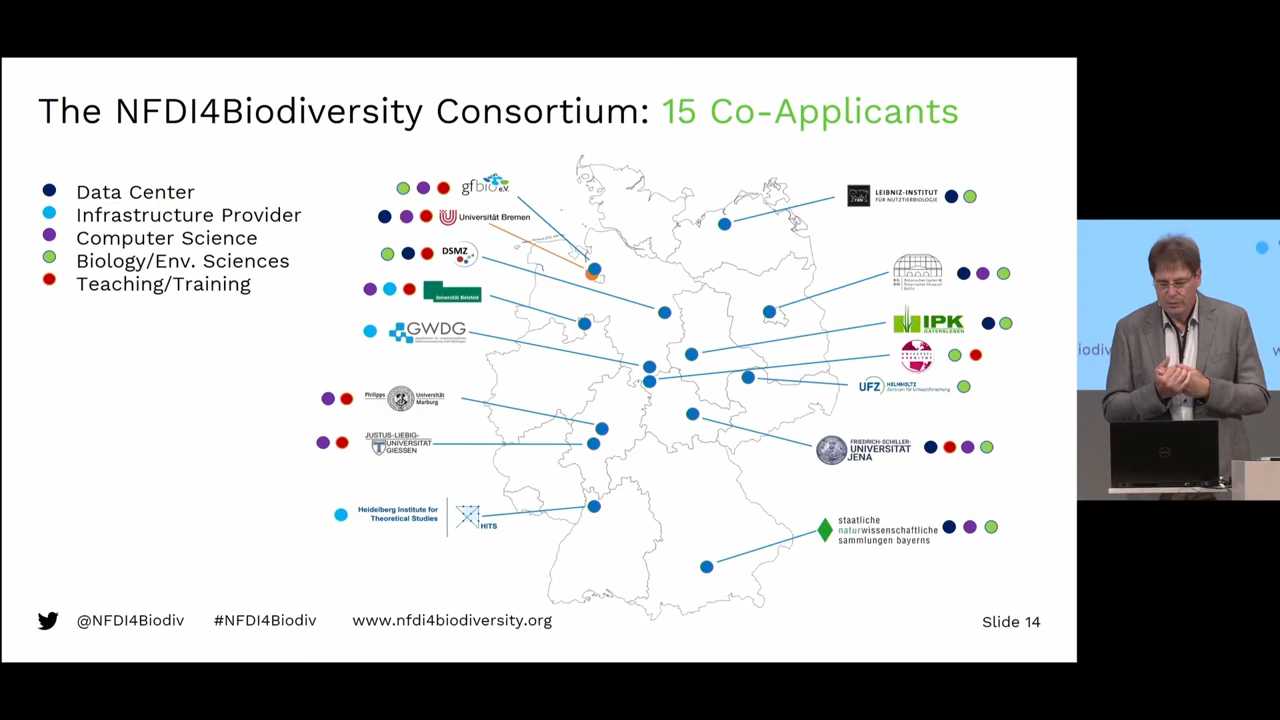 The NFDI4Biodiversity Consortium: 15 Co-Applicants
Data Center
Infrastructure Provider
Computer Science
Biology/Env. Sciences
Teaching/Training
gfbio e.V.
Universität Bremen
DSMZ
Universität Bielefeld
GWDG
Philipps
Universität
Marburg
JUSTUS-LIEBIG-
UNIVERSITÄT
GIESSEN
Heidelberg Institute for
Theoretical Studies
HITS
LEIBNIZ-INSTITUT
FÜR NUTZTIERBIOLOGIE
IPK
GATERSLEBEN
UFZ
HELMHOLTZ
Zentrum für Umweltforschung
FRIEDRICH-SCHILLER-
UNIVERSITÄT
JENA
staatliche
naturwissenschaftliche
sammlungen bayerns
@NFDI4Biodiv
#NFDI4Biodiv
www.nfdi4biodiversity.org
Slide 14
iodiv
w
DELL